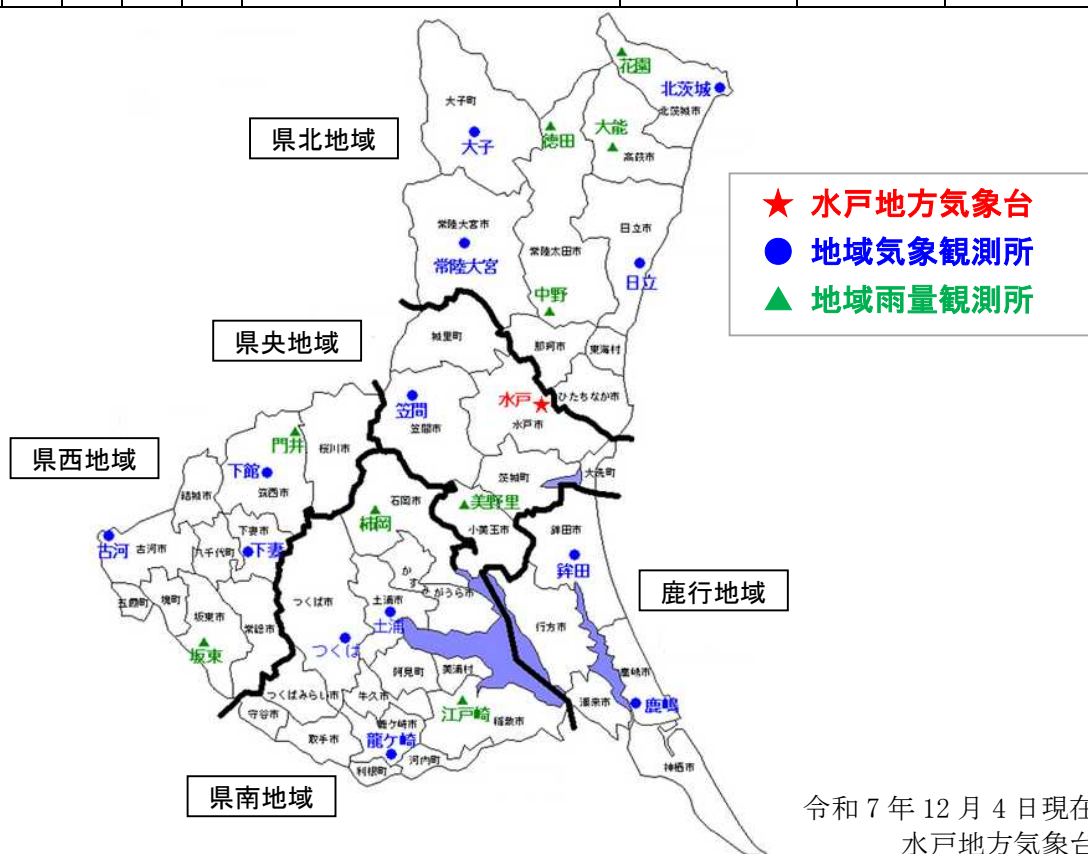 花園
北茨城
北茨城市
大子町
大子
徳田
大能
高萩市
県北地域
★ 水戸地方気象台
● 地域気象観測所
▲ 地域雨量観測所
常陸大宮市
常陸大宮
常陸太田市
日立市
日立
中野
県央地域
城里町
那珂市
東海村
ひたちなか市
笠間
笠間市
水戸
水戸市
県西地域
門井
桜川市
下館
筑西市
結城市
茨城町
大洗町
石岡市
柿岡
美野里
小美玉市
鉾田市
鉾田
古河
古河市
八千代町
下妻市
下妻
かすみがうら市
鹿行地域
五霞町
境町
坂東市
坂東
常総市
つくば市
つくば
土浦市
土浦
行方市
阿見町
美浦村
鹿嶋市
鹿嶋
潮来市
つくばみらい市
牛久市
江戸崎
稲敷市
守谷市
取手市
龍ケ崎市
龍ケ崎
河内町
利根町
神栖市
県南地域
令和7年12月4日現在
水戸地方気象台